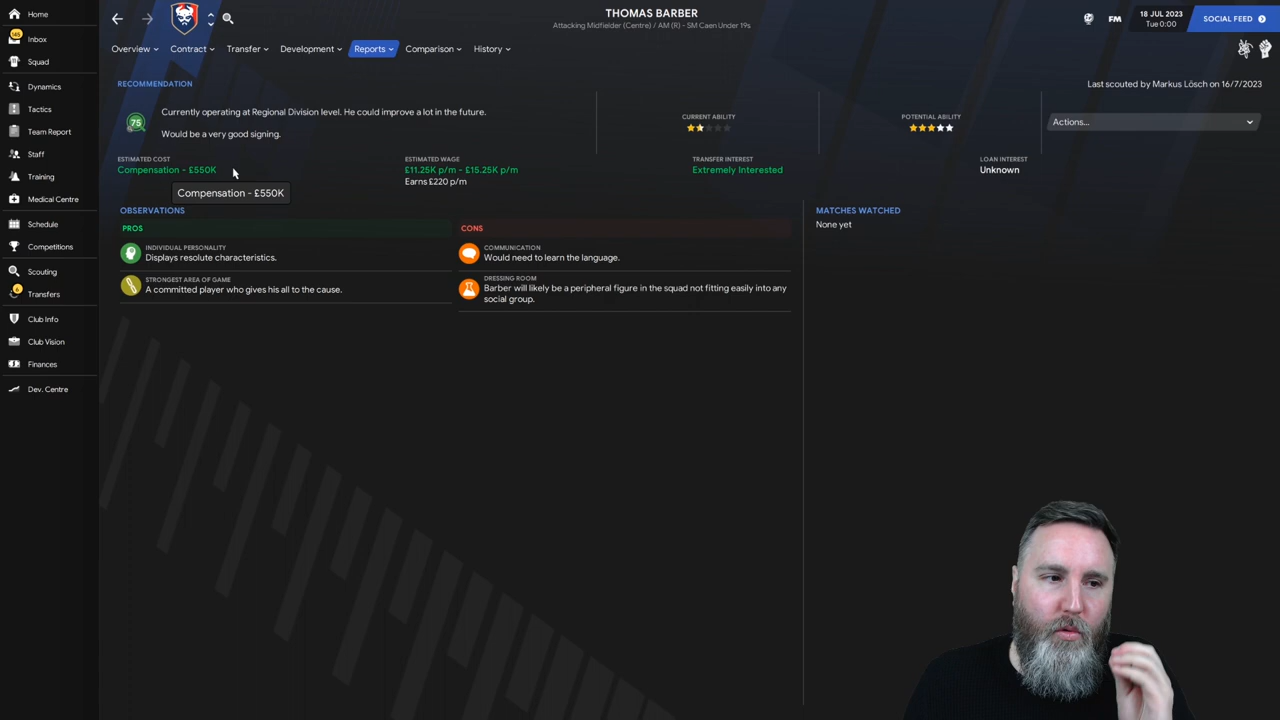 Home
145
Inbox
Squad
Dynamics
Tactics
Team Report
Staff
Training
Medical Centre
Schedule
Competitions
Scouting
6
Transfers
Club Info
Club Vision
Finances
Dev. Centre
THOMAS BARBER
Attacking Midfielder (Centre) / AM (R) - SM Caen Under 19s
FM
18 JUL 2023
Tue 0:00
SOCIAL FEED
Overview
Contract
Transfer
Development
Reports
Comparison
History
RECOMMENDATION
Last scouted by Markus Lösch on 16/7/2023
75
Currently operating at Regional Division level. He could improve a lot in the future.
Would be a very good signing.
CURRENT ABILITY
POTENTIAL ABILITY
Actions...
ESTIMATED COST
Compensation - £550K
ESTIMATED WAGE
£11.25K p/m - £15.25K p/m
Earns £220 p/m
TRANSFER INTEREST
Extremely Interested
LOAN INTEREST
Unknown
Compensation - £550K
OBSERVATIONS
PROS
INDIVIDUAL PERSONALITY
Displays resolute characteristics.
STRONGEST AREA OF GAME
A committed player who gives his all to the cause.
CONS
COMMUNICATION
Would need to learn the language.
DRESSING ROOM
Barber will likely be a peripheral figure in the squad not fitting easily into any
social group.
MATCHES WATCHED
None yet